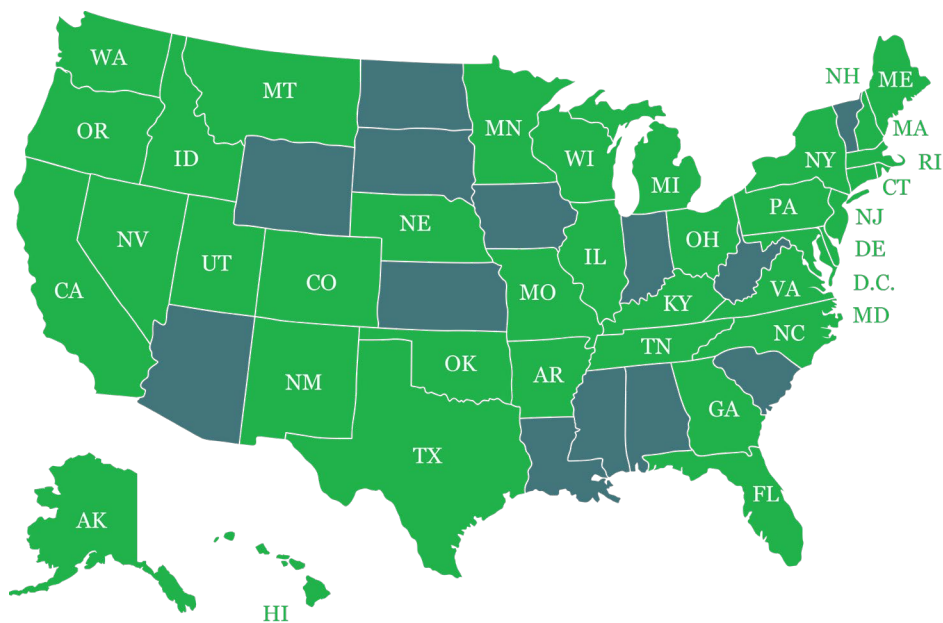 WA
MT
NH
ME
OR
MN
MA
ID
WI
NY
RI
MI
CT
PA
NE
NJ
NV
OH
DE
UT
IL
CO
D.C.
CA
MO
VA
KY
MD
NC
TN
OK
AR
NM
GA
TX
FL
AK
HI